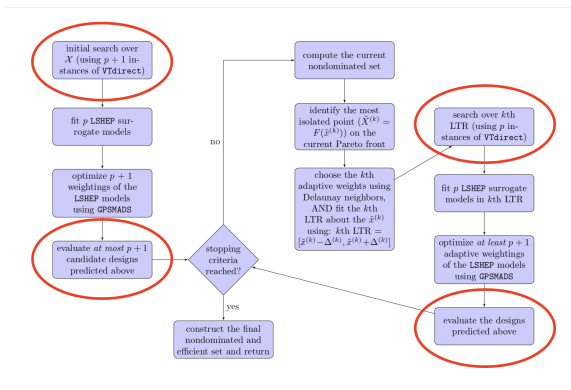 initial search over
𝒳 (using p + 1 in-
stances of VTdirect)
fit p LSHEP sur-
rogate models
optimize p + 1
weightings of the
LSHEP models
using GPSMADS
evaluate at most p + 1
candidate designs
predicted above
no
stopping
criteria
reached?
yes
construct the final
nondominated and
efficient set and return
compute the current
nondominated set
identify the most
isolated point (X̂^(k) =
F(x̄^(k))) on the
current Pareto front
choose the kth
adaptive weights using
Delaunay neighbors,
AND fit the kth
LTR about the x̄^(k)
using: kth LTR =
[x̄^(k)−Δ^(k), x̄^(k)+Δ^(k)]
search over kth
LTR (using p in-
stances of VTdirect)
fit p LSHEP surrogate
models in kth LTR
optimize at least p + 1
adaptive weightings
of the LSHEP models
using GPSMADS
evaluate the designs
predicted above